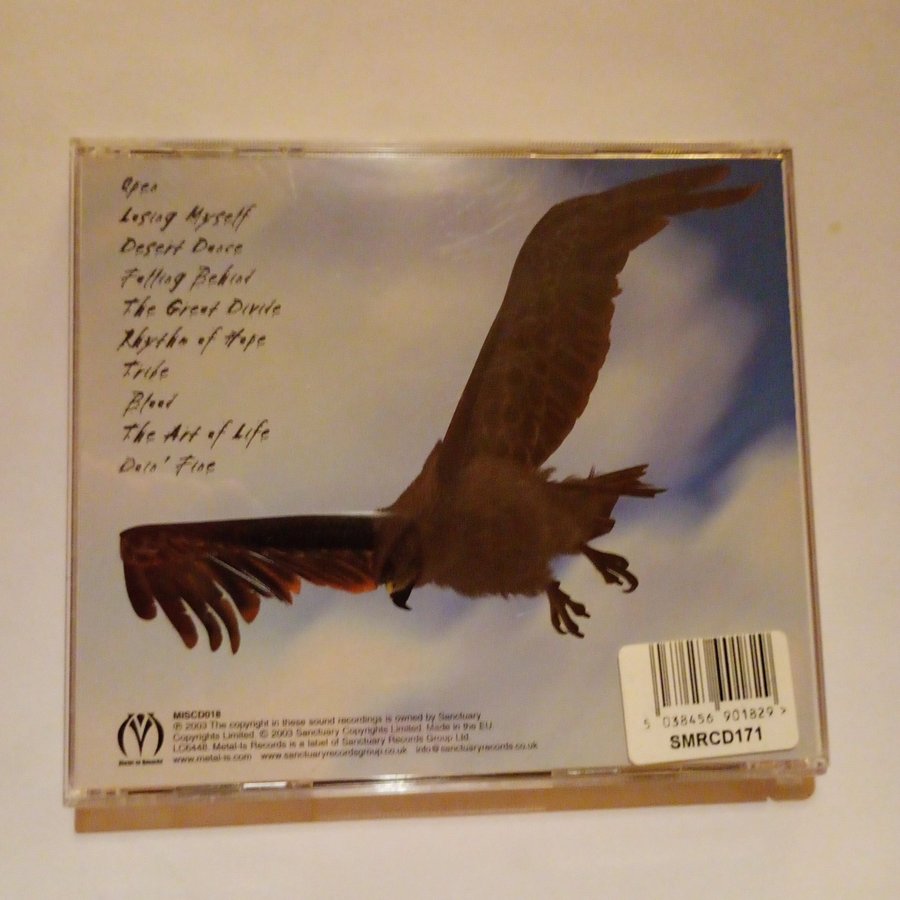 Open
Losing Myself
Desert Dance
Falling Behind
The Great Divide
Rhythm of Hope
Tribe
Blood
The Art of Life
Doin' Fine
5 038456 901829 >
SMRCD171
MISCD018
℗ 2003 The copyright in these sound recordings is owned by Sanctuary
Copyrights Limited. © 2003 Sanctuary Copyrights Limited. Made in the EU.
LC6448. Metal-Is Records is a label of Sanctuary Records Group Ltd.
www.metal-is.com www.sanctuaryrecordsgroup.co.uk info@sanctuaryrecords.co.uk